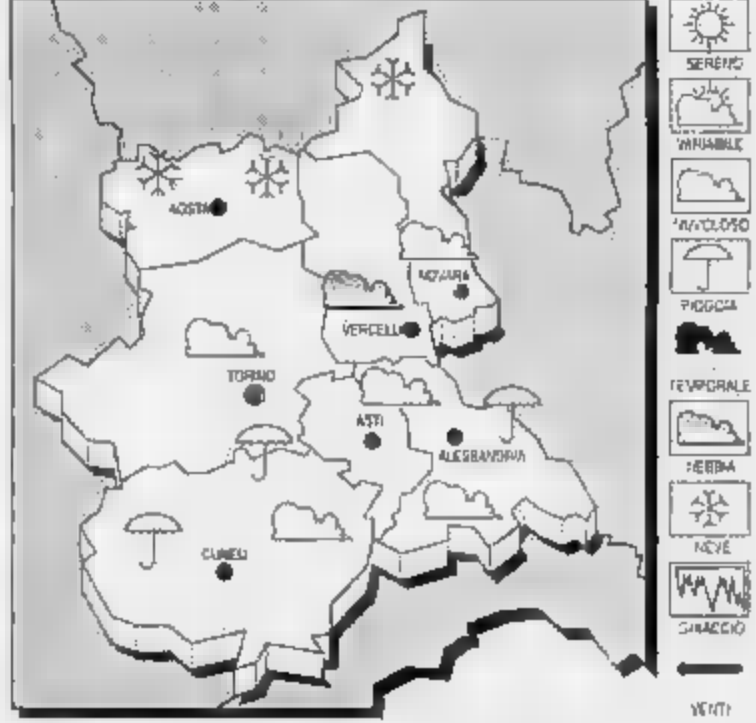 SERENO
VARIABILE
NUVOLOSO
PIOGGIA
TEMPORALE
NEBBIA
NEVE
GHIACCIO
VENTI
AOSTA
NOVARA
VERCELLI
TORINO
ASTI
ALESSANDRIA
CUNEO